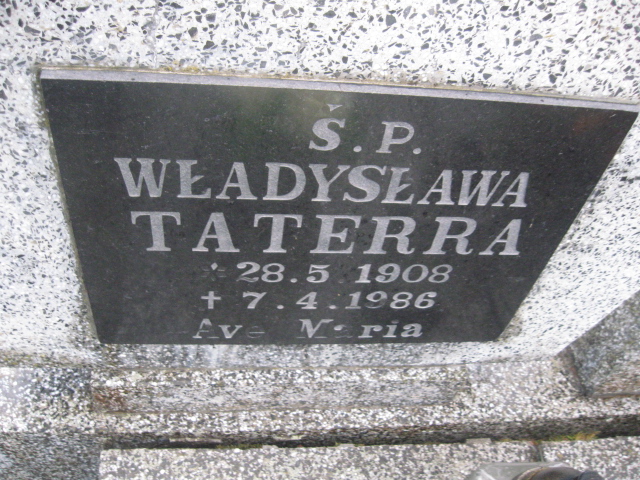 Ś.P.
WŁADYSŁAWA
TATERRA
* 28.5.1908
+ 7.4.1986
Ave Maria